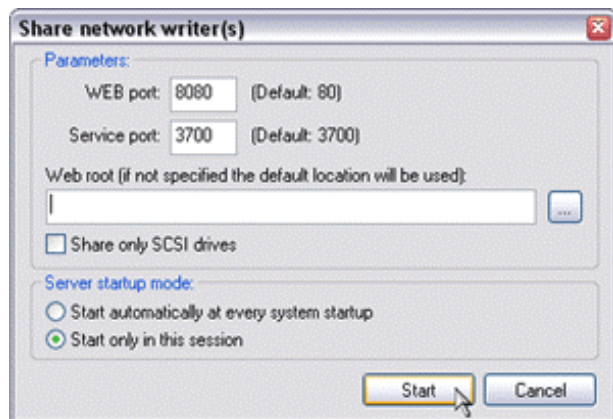 Share network writer(s)
Parameters:
WEB port: 8080 (Default: 80)
Service port: 3700 (Default: 3700)
Web root (if not specified the default location will be used):
...
Share only SCSI drives
Server startup mode:
Start automatically at every system startup
Start only in this session
Start Cancel